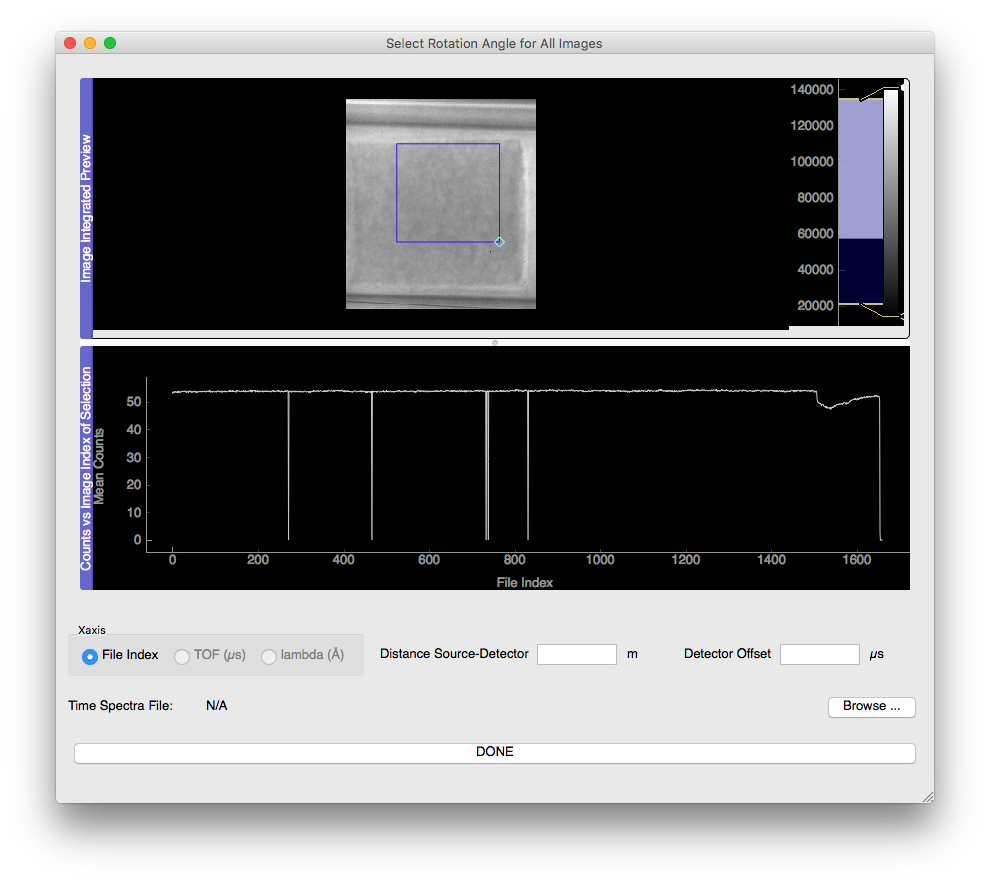 Select Rotation Angle for All Images
Image Integrated Preview
140000
120000
100000
80000
60000
40000
20000
Counts vs Image Index of Selection
Mean Counts
50
40
30
20
10
0
0 200 400 600 800 1000 1200 1400 1600
File Index
Xaxis
File Index TOF (µs) lambda (Å) Distance Source-Detector m Detector Offset µs
Time Spectra File: N/A Browse ...
DONE